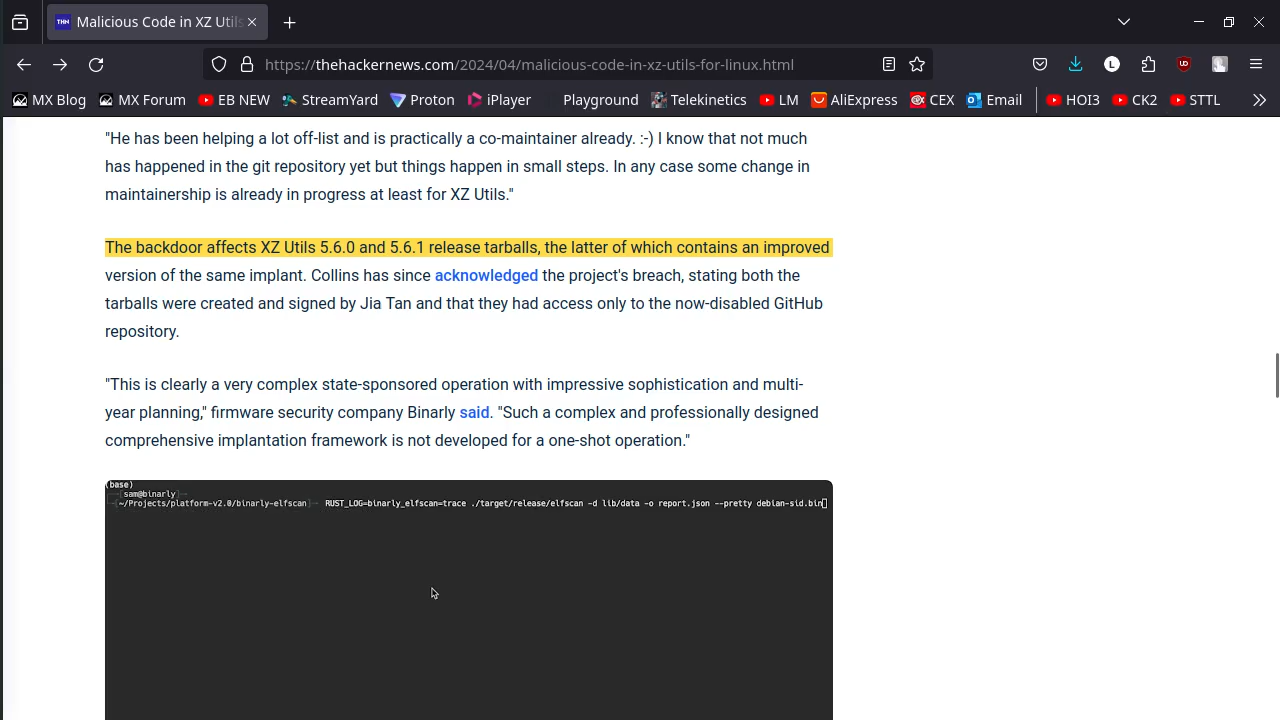 THN Malicious Code in XZ Utils
https://thehackernews.com/2024/04/malicious-code-in-xz-utils-for-linux.html
L
UD
MX Blog MX Forum EB NEW StreamYard Proton iPlayer Playground Telekinetics LM AliExpress CEX Email HOI3 CK2 STTL
"He has been helping a lot off-list and is practically a co-maintainer already. :-) I know that not much
has happened in the git repository yet but things happen in small steps. In any case some change in
maintainership is already in progress at least for XZ Utils."
The backdoor affects XZ Utils 5.6.0 and 5.6.1 release tarballs, the latter of which contains an improved
version of the same implant. Collins has since acknowledged the project's breach, stating both the
tarballs were created and signed by Jia Tan and that they had access only to the now-disabled GitHub
repository.
"This is clearly a very complex state-sponsored operation with impressive sophistication and multi-
year planning," firmware security company Binarly said. "Such a complex and professionally designed
comprehensive implantation framework is not developed for a one-shot operation."
(base)
[sam@binarly]
[~/Projects/platform-v2.0/binarly-elfscan] RUST_LOG=binarly_elfscan=trace ./target/release/elfscan -d lib/data -o report.json --pretty debian-sid.bin